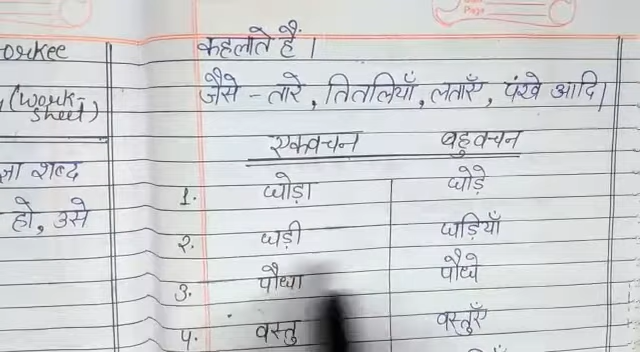 orkee
(work-
sheet)
ज्ञा शब्द
हो, उसे
कहलाते हैं।
जैसे - तारे, तितलियाँ, लताएँ, पंखे आदि।
एकवचन बहुवचन
1. घोड़ा घोड़े
२. घड़ी घड़ियाँ
3. पौधा पौधे
4. वस्तु वस्तुएँ